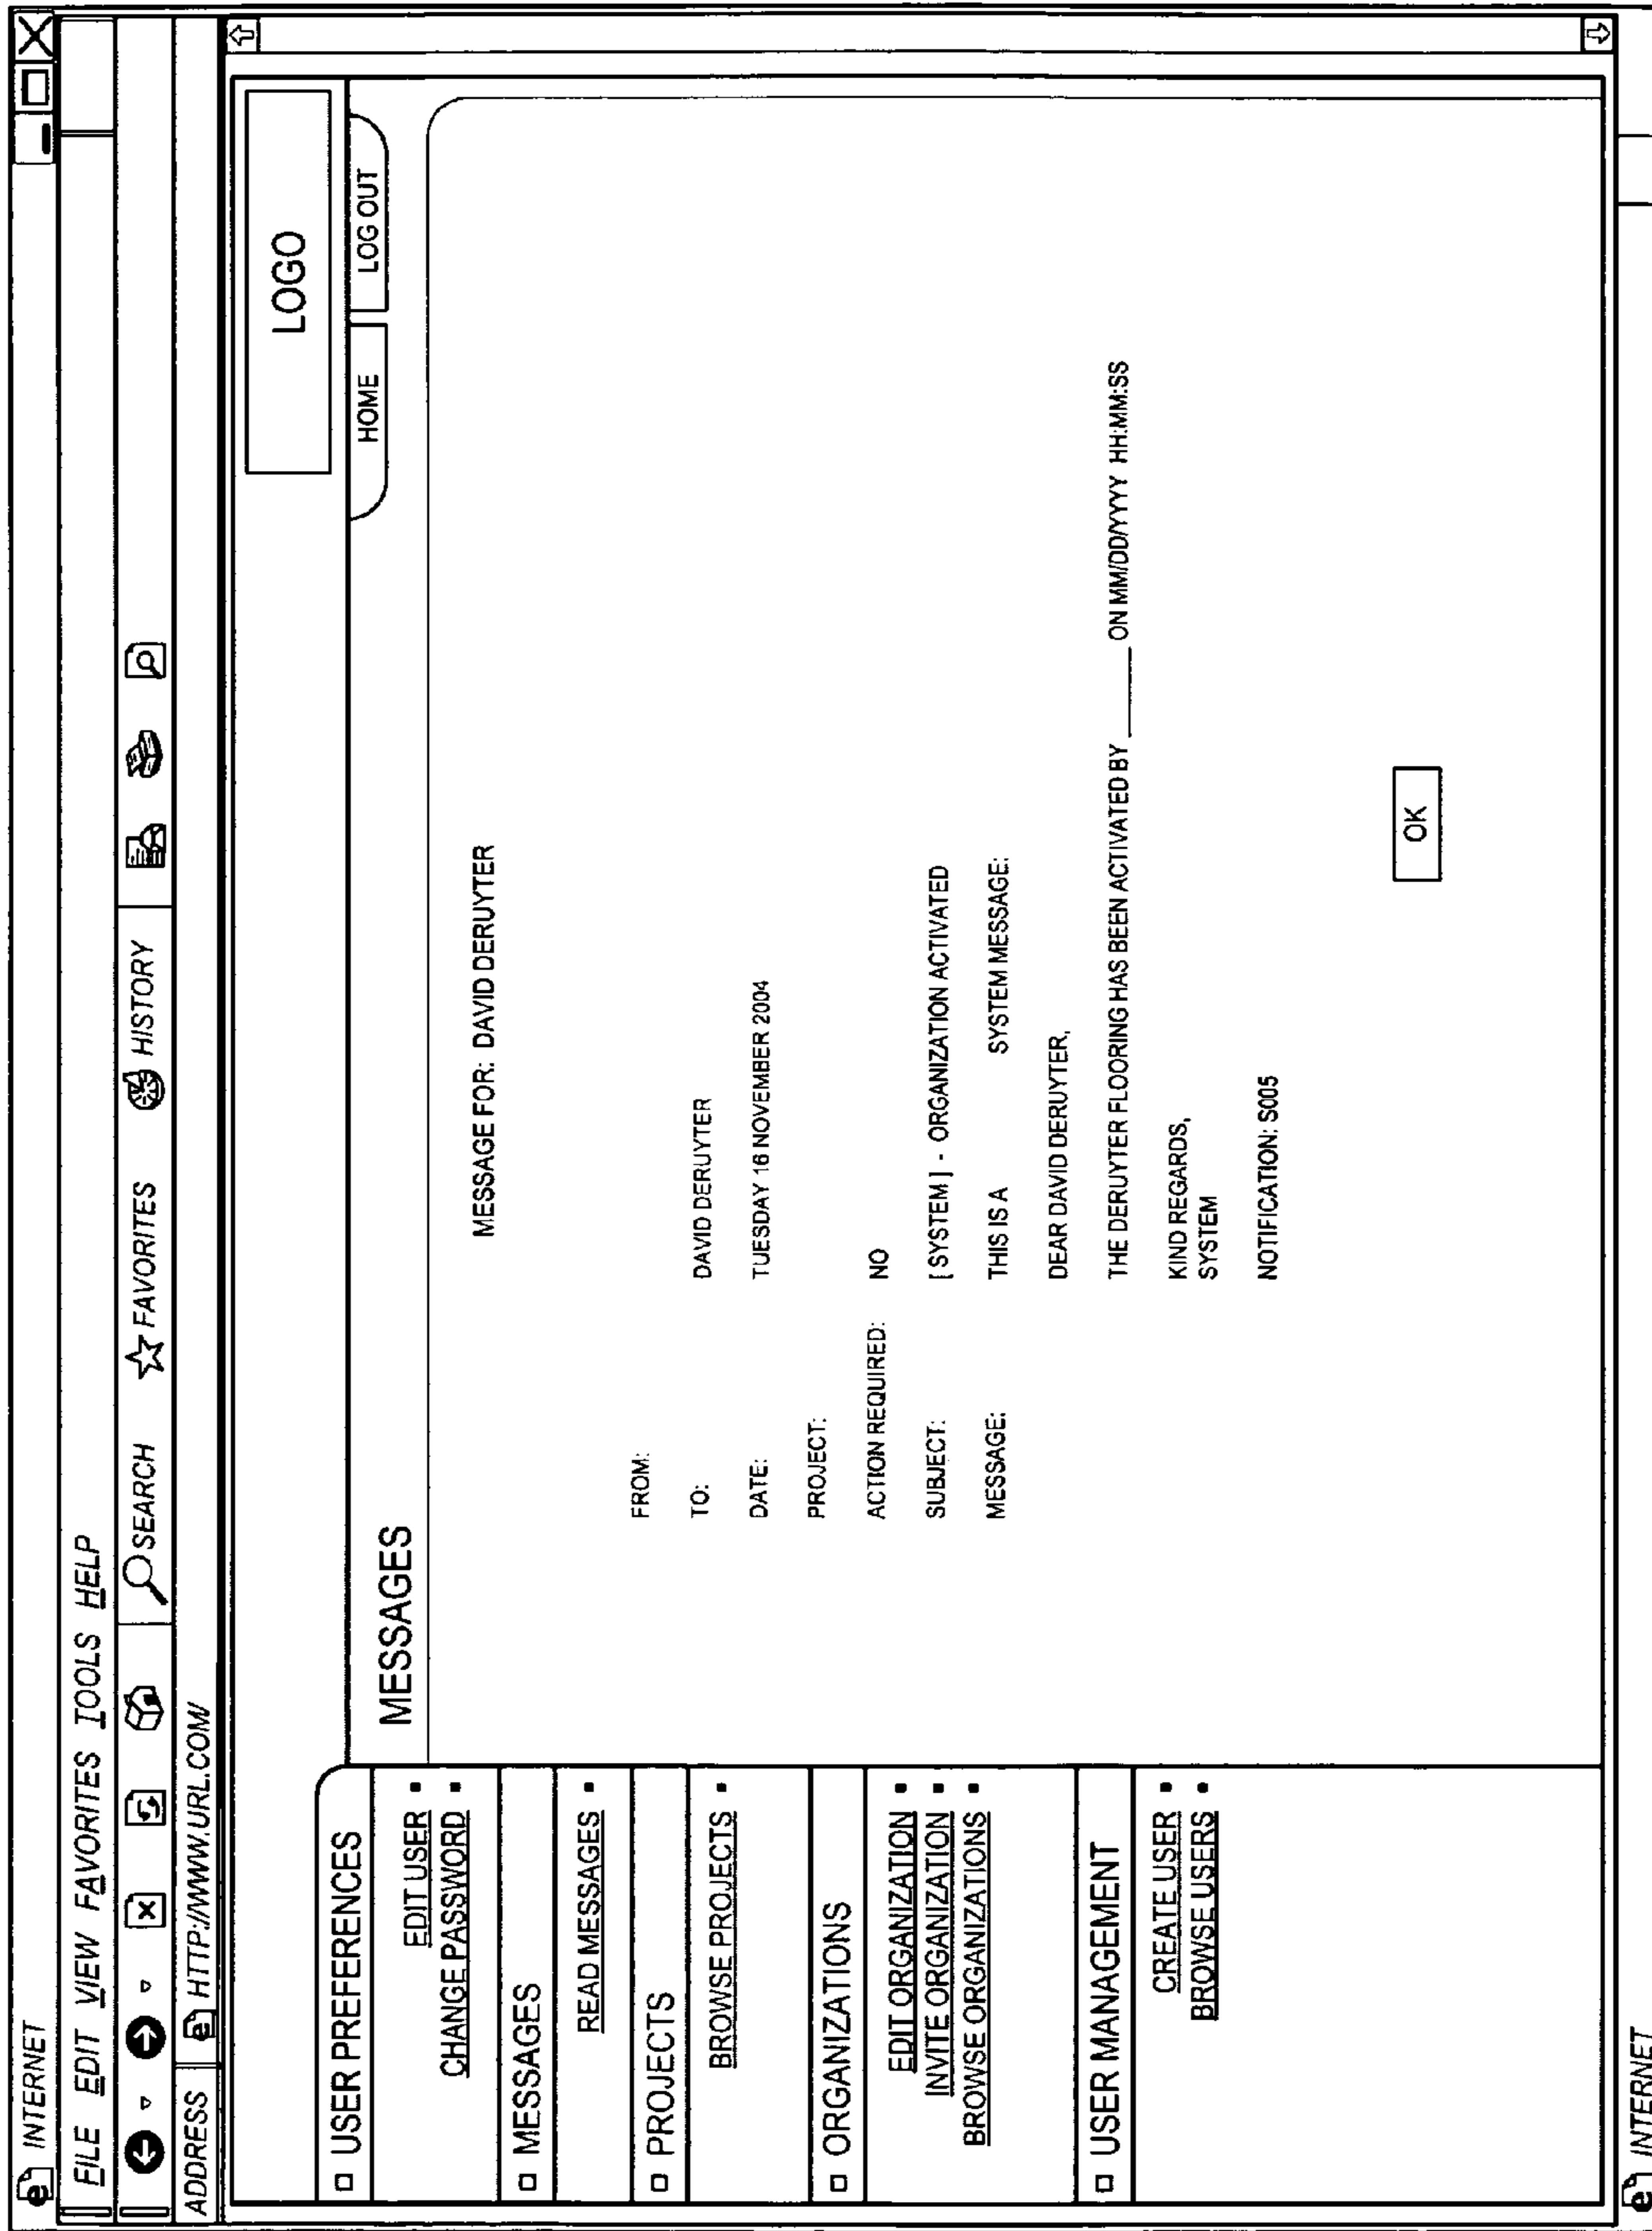 INTERNET
FILE EDIT VIEW FAVORITES TOOLS HELP
SEARCH FAVORITES HISTORY
ADDRESS HTTP://WWW.URL.COM/
LOGO
HOME LOG OUT
USER PREFERENCES
EDIT USER
CHANGE PASSWORD
MESSAGES
READ MESSAGES
PROJECTS
BROWSE PROJECTS
ORGANIZATIONS
EDIT ORGANIZATION
INVITE ORGANIZATION
BROWSE ORGANIZATIONS
USER MANAGEMENT
CREATE USER
BROWSE USERS
MESSAGES
MESSAGE FOR: DAVID DERUYTER
FROM:
TO: DAVID DERUYTER
DATE: TUESDAY 16 NOVEMBER 2004
PROJECT:
ACTION REQUIRED: NO
SUBJECT: [ SYSTEM ] - ORGANIZATION ACTIVATED
MESSAGE: THIS IS A SYSTEM MESSAGE:
DEAR DAVID DERUYTER,
THE DERUYTER FLOORING HAS BEEN ACTIVATED BY ______ ON MM/DD/YYYY HH:MM:SS
KIND REGARDS,
SYSTEM
NOTIFICATION: S005
OK
INTERNET